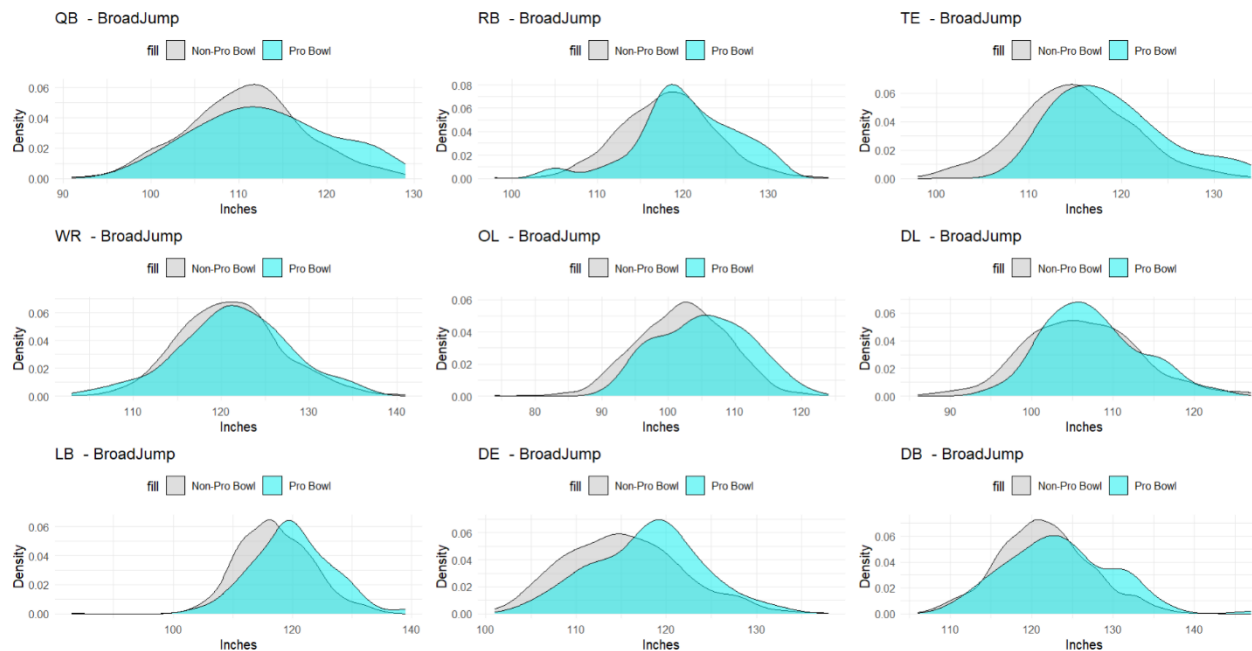 QB - BroadJump
fill Non-Pro Bowl Pro Bowl
0.06
0.04
0.02
0.00
Density
90 100 110 120 130
Inches
RB - BroadJump
fill Non-Pro Bowl Pro Bowl
0.08
0.06
0.04
0.02
0.00
Density
100 110 120 130
Inches
TE - BroadJump
fill Non-Pro Bowl Pro Bowl
0.06
0.04
0.02
0.00
Density
100 110 120 130
Inches
WR - BroadJump
fill Non-Pro Bowl Pro Bowl
0.06
0.04
0.02
0.00
Density
110 120 130 140
Inches
OL - BroadJump
fill Non-Pro Bowl Pro Bowl
0.06
0.04
0.02
0.00
Density
80 90 100 110 120
Inches
DL - BroadJump
fill Non-Pro Bowl Pro Bowl
0.06
0.04
0.02
0.00
Density
90 100 110 120
Inches
LB - BroadJump
fill Non-Pro Bowl Pro Bowl
0.06
0.04
0.02
0.00
Density
100 120 140
Inches
DE - BroadJump
fill Non-Pro Bowl Pro Bowl
0.06
0.04
0.02
0.00
Density
100 110 120 130
Inches
DB - BroadJump
fill Non-Pro Bowl Pro Bowl
0.06
0.04
0.02
0.00
Density
110 120 130 140
Inches